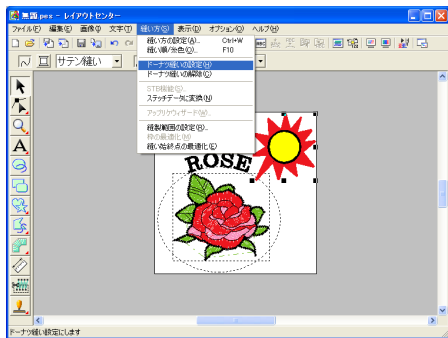 無題.pex - レイアウトセンター
ファイル(F) 編集(E) 画像(I) 文字(T) 縫い方(S) 表示(D) オプション(O) ヘルプ(H)
縫い方の設定(A)... Ctrl+W
縫い順/糸色(O)... F10
サテン縫い
ドーナツ縫いの設定(H)
ドーナツ縫いの解除(C)
STB機能(S)...
ステッチデータに変換(N)
アップリケウィザード(W)...
縫製範囲の設定(R)...
枠の最適化(M)
縫い始終点の最適化(E)
A
ROSE
ドーナツ縫い設定にします